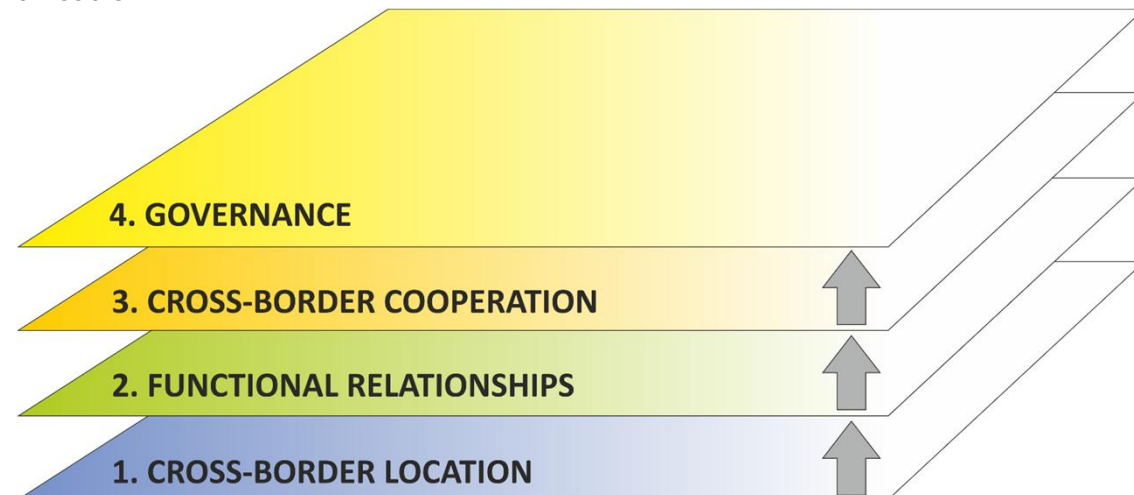 4. GOVERNANCE
3. CROSS-BORDER COOPERATION
2. FUNCTIONAL RELATIONSHIPS
1. CROSS-BORDER LOCATION